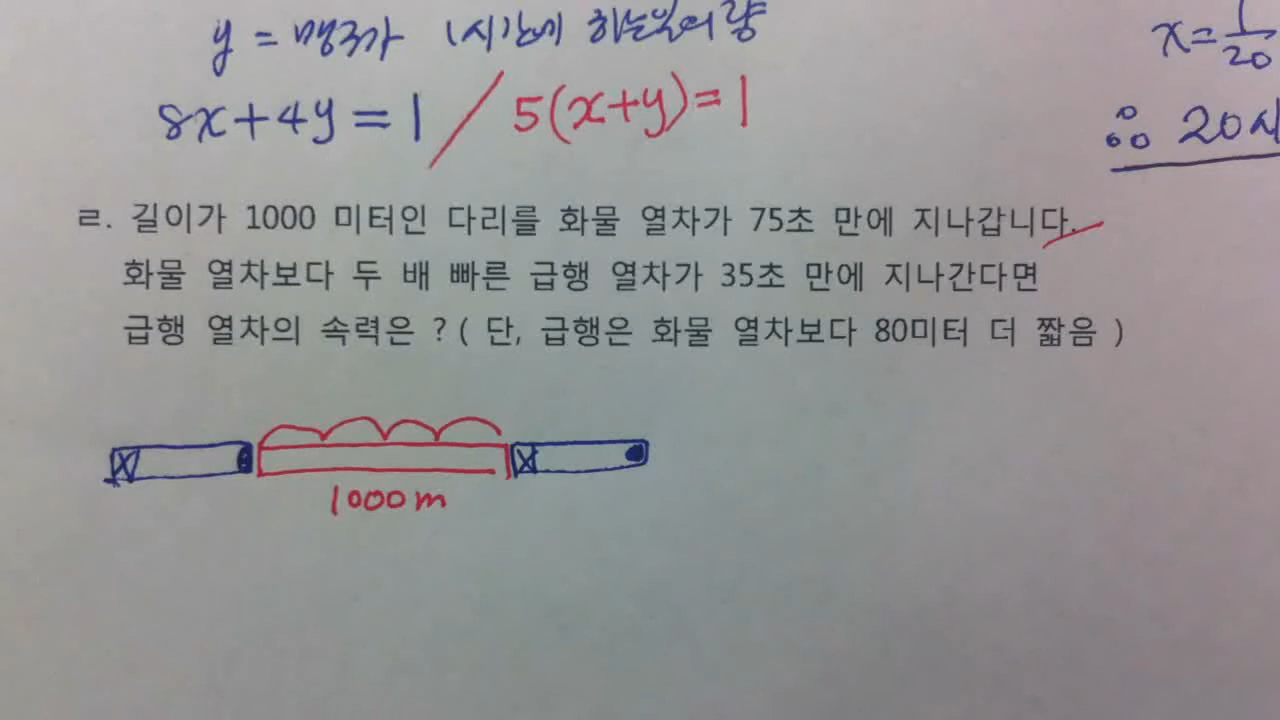 y = 맹구가 1시간에 하는일의량
x = 1/20
8x+4y=1 / 5(x+y)=1
∴ 20시
ㄹ. 길이가 1000 미터인 다리를 화물 열차가 75초 만에 지나갑니다.
화물 열차보다 두 배 빠른 급행 열차가 35초 만에 지나간다면
급행 열차의 속력은 ? ( 단, 급행은 화물 열차보다 80미터 더 짧음 )
1000m